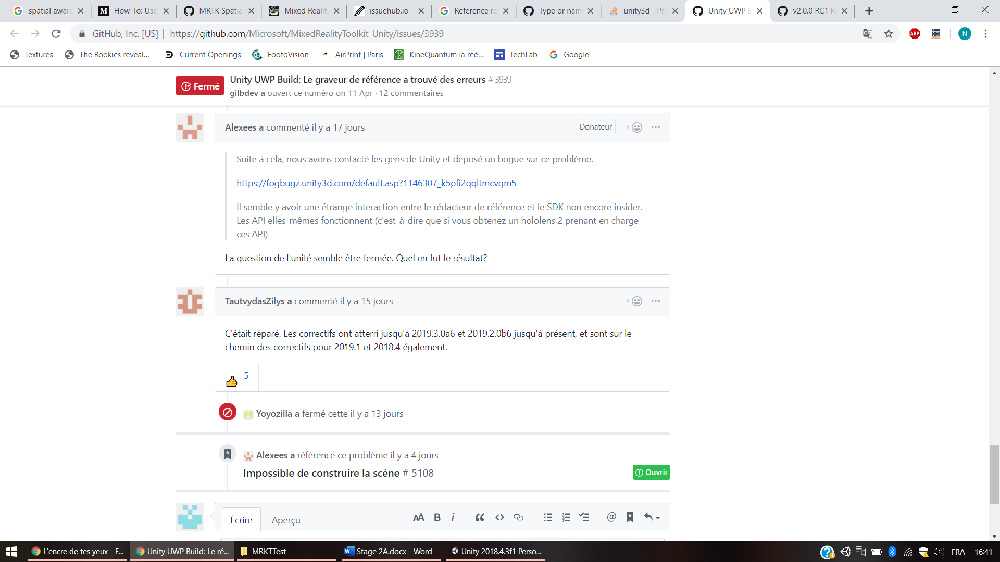 spatial aware
How-To: Use
MRTK Spatia
Mixed Reality
issuehub.io
Reference re
Type or nam
unity3d - Pro
Unity UWP B
v2.0.0 RC1 R
GitHub, Inc. [US] | https://github.com/Microsoft/MixedRealityToolkit-Unity/issues/3939
ABP
N
Textures
The Rookies reveal...
Current Openings
FootoVision
AirPrint | Paris
KineQuantum la réé...
TechLab
Google
Fermé
Unity UWP Build: Le graveur de référence a trouvé des erreurs # 3939
gilbdev a ouvert ce numéro on 11 Apr · 12 commentaires
Alexees a commenté il y a 17 jours
Donateur
Suite à cela, nous avons contacté les gens de Unity et déposé un bogue sur ce problème.
https://fogbugz.unity3d.com/default.asp?1146307_k5pfi2qqltmcvqm5
Il semble y avoir une étrange interaction entre le rédacteur de référence et le SDK non encore insider.
Les API elles-mêmes fonctionnent (c'est-à-dire que si vous obtenez un hololens 2 prenant en charge
ces API)
La question de l'unité semble être fermée. Quel en fut le résultat?
TautvydasZilys a commenté il y a 15 jours
C'était réparé. Les correctifs ont atterri jusqu'à 2019.3.0a6 et 2019.2.0b6 jusqu'à présent, et sont sur le
chemin des correctifs pour 2019.1 et 2018.4 également.
5
Yoyozilla a fermé cette il y a 13 jours
Alexees a référencé ce problème il y a 4 jours
Impossible de construire la scène # 5108
Ouvrir
Écrire
Aperçu
AA B i
L'encre de tes yeux - F...
Unity UWP Build: Le ré...
MRKTTest
Stage 2A.docx - Word
Unity 2018.4.3f1 Perso...
FRA
16:41